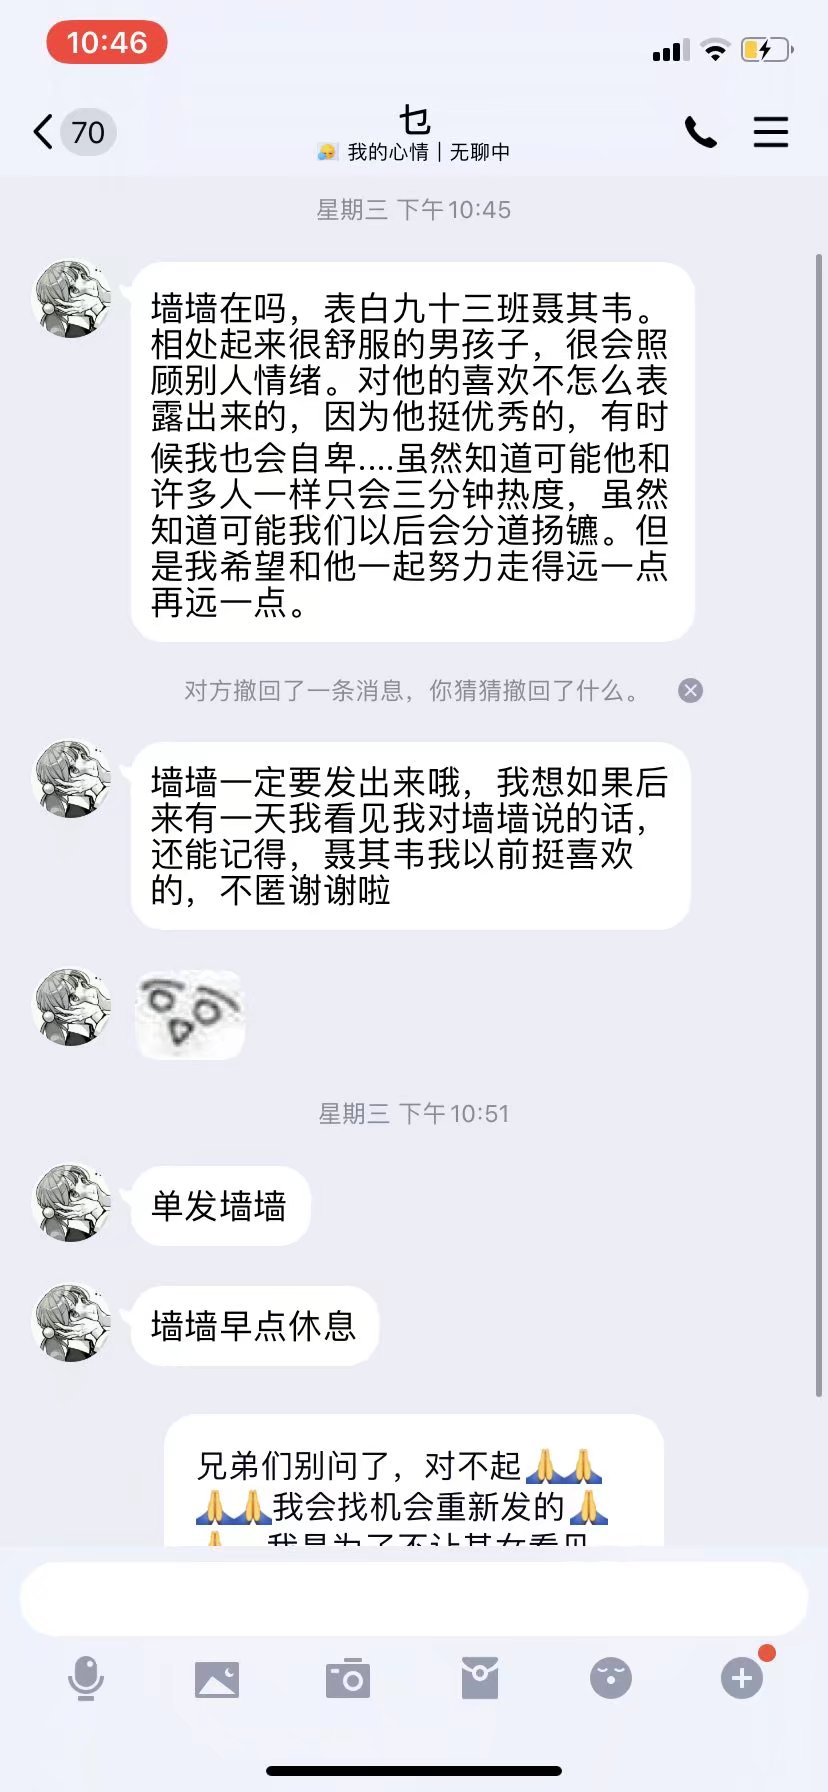 10:46
70
乜
我的心情 | 无聊中
星期三 下午10:45
墙墙在吗，表白九十三班聂其韦。
相处起来很舒服的男孩子，很会照
顾别人情绪。对他的喜欢不怎么表
露出来的，因为他挺优秀的，有时
候我也会自卑....虽然知道可能他和
许多人一样只会三分钟热度，虽然
知道可能我们以后会分道扬镳。但
是我希望和他一起努力走得远一点
再远一点。
对方撤回了一条消息，你猜猜撤回了什么。
墙墙一定要发出来哦，我想如果后
来有一天我看见我对墙墙说的话，
还能记得，聂其韦我以前挺喜欢
的，不匿谢谢啦
星期三 下午10:51
单发墙墙
墙墙早点休息
兄弟们别问了，对不起🙏🙏
🙏🙏我会找机会重新发的🙏